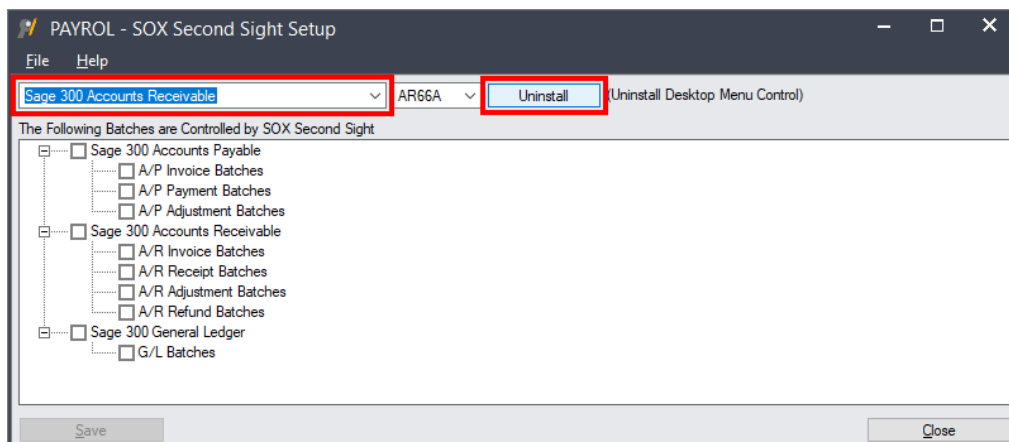 PAYROL - SOX Second Sight Setup
File Help
Sage 300 Accounts Receivable AR66A Uninstall (Uninstall Desktop Menu Control)
The Following Batches are Controlled by SOX Second Sight
Sage 300 Accounts Payable
A/P Invoice Batches
A/P Payment Batches
A/P Adjustment Batches
Sage 300 Accounts Receivable
A/R Invoice Batches
A/R Receipt Batches
A/R Adjustment Batches
A/R Refund Batches
Sage 300 General Ledger
G/L Batches
Save Close